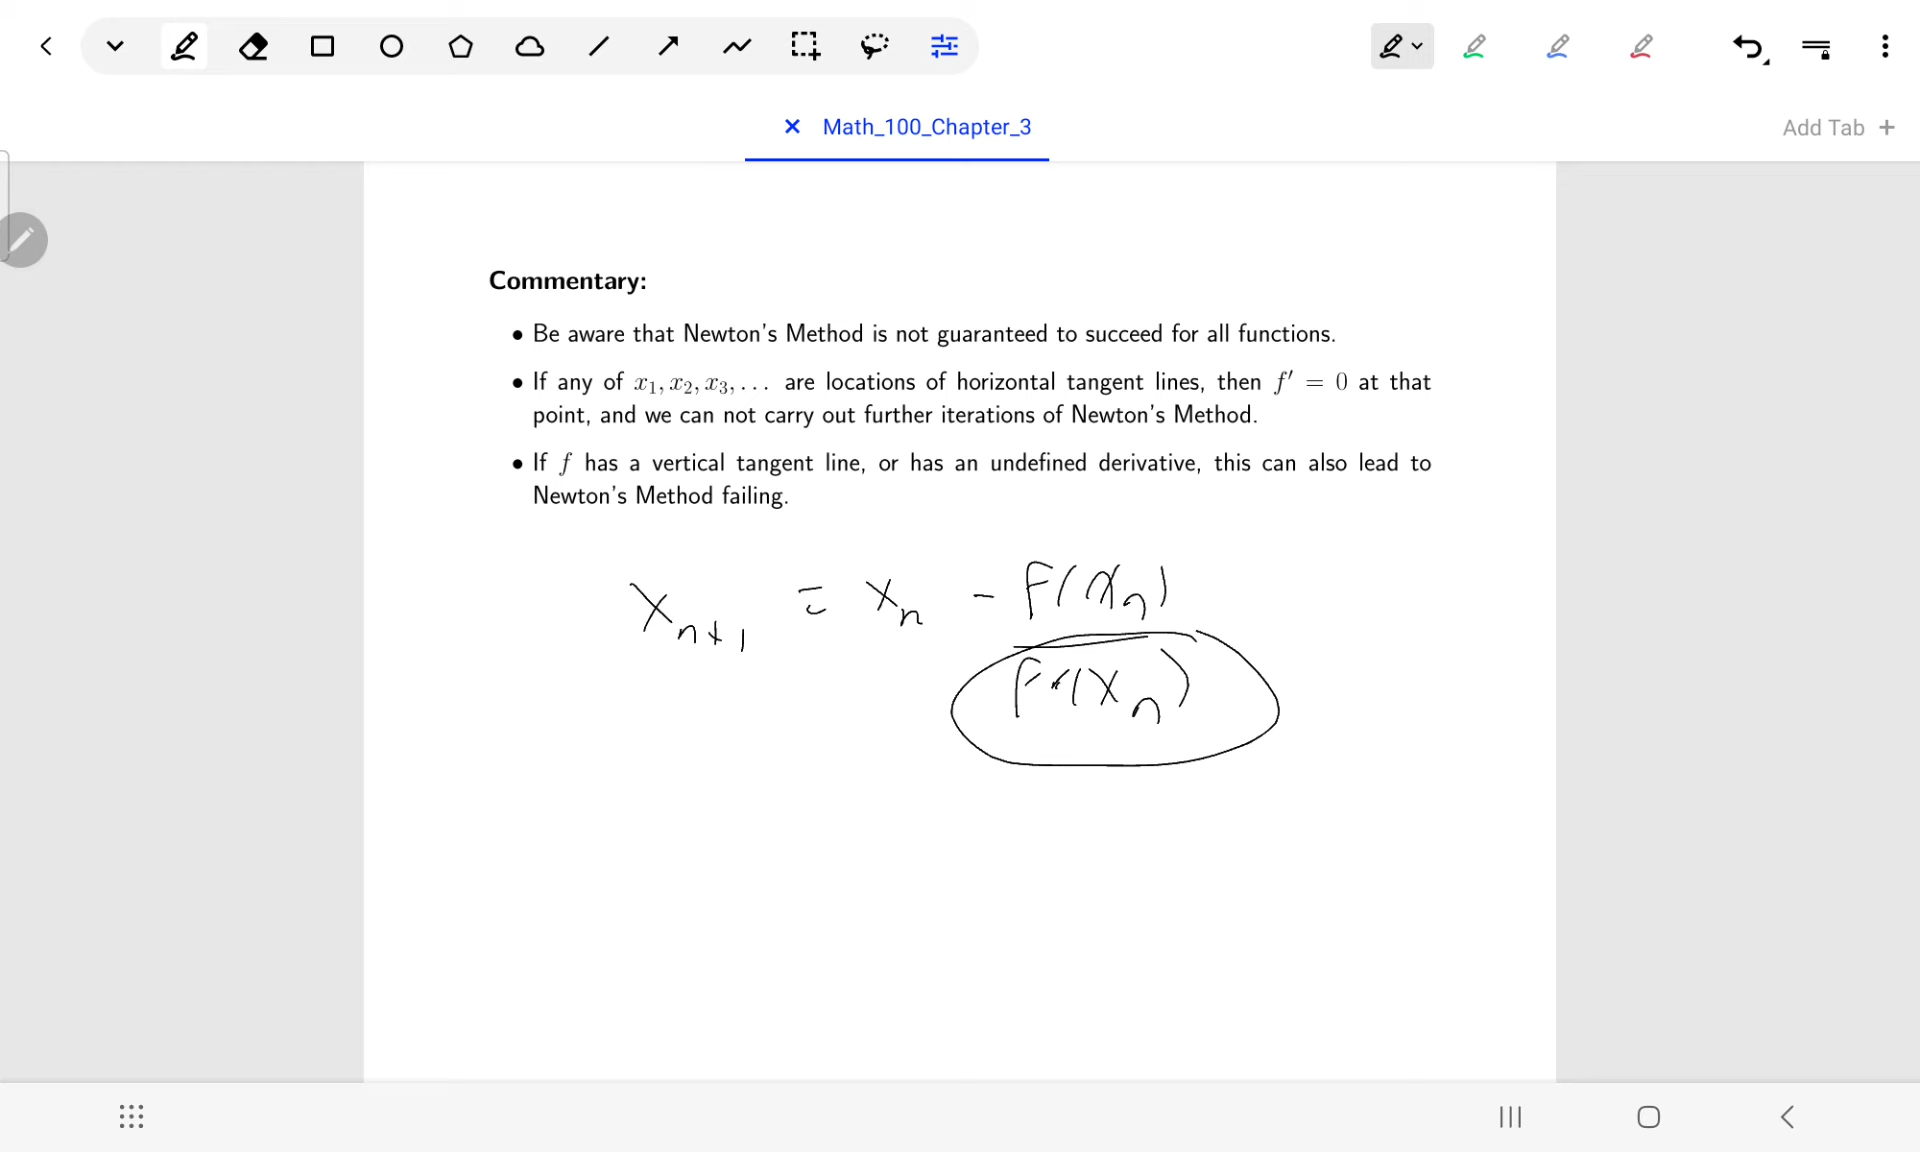 Math_100_Chapter_3
Add Tab +
Commentary:
• Be aware that Newton's Method is not guaranteed to succeed for all functions.
• If any of x₁, x₂, x₃, . . . are locations of horizontal tangent lines, then f′ = 0 at that
point, and we can not carry out further iterations of Newton's Method.
• If f has a vertical tangent line, or has an undefined derivative, this can also lead to
Newton's Method failing.
xₙ₊₁ = xₙ - F(xₙ)
F'(xₙ)